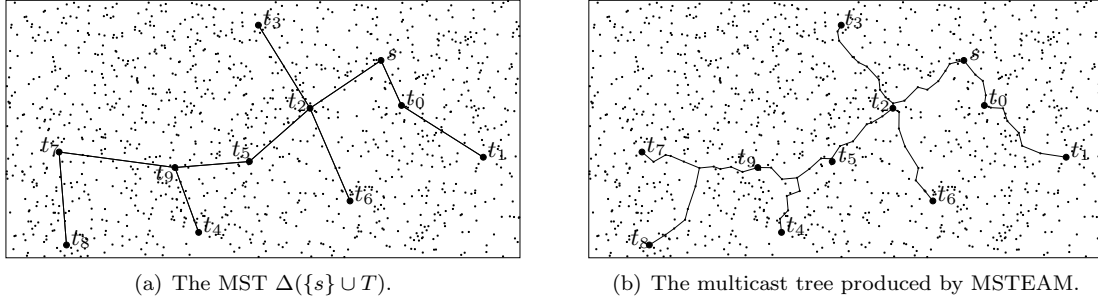 t3
s
t2
t0
t5
t7
t1
t9
t6
t4
t8
(a) The MST Δ({s} ∪ T).
t3
s
t2
t0
t5
t7
t9
t1
t6
t4
t8
(b) The multicast tree produced by MSTEAM.